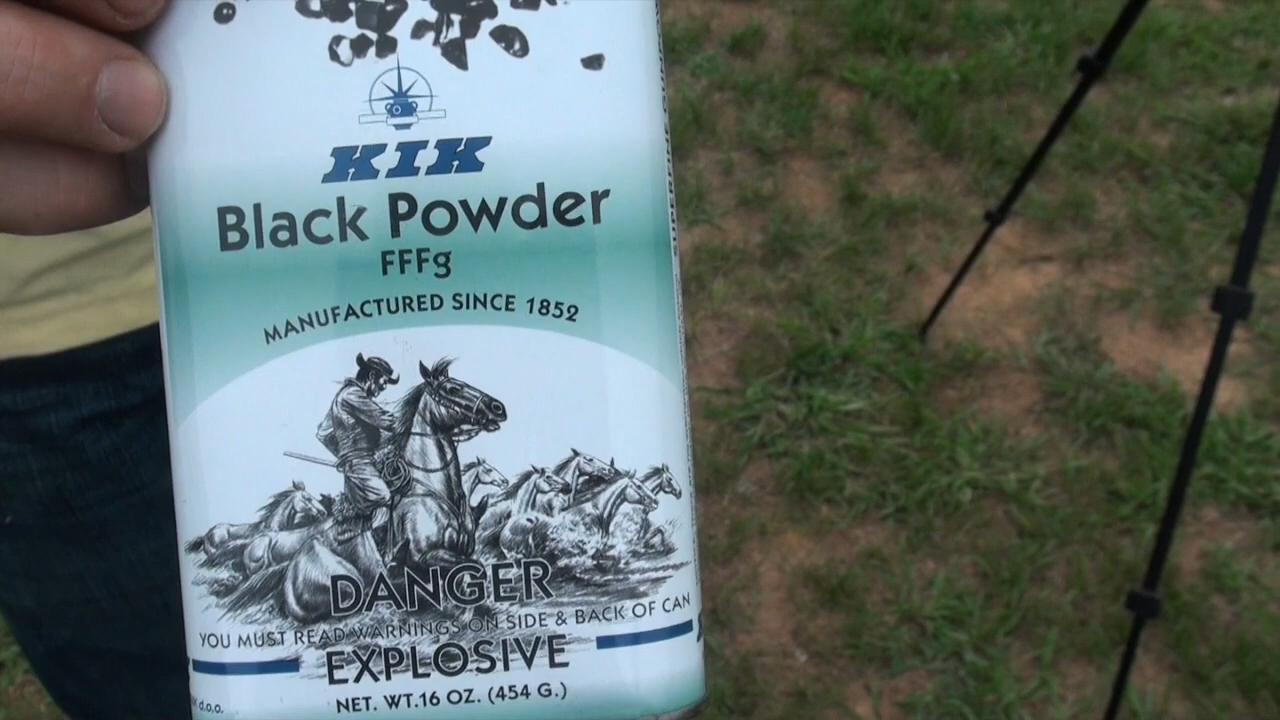 KIK
Black Powder
FFFg
MANUFACTURED SINCE 1852
DANGER
YOU MUST READ WARNINGS ON SIDE & BACK OF CAN
EXPLOSIVE
NET. WT. 16 OZ. (454 G.)
d.o.o.